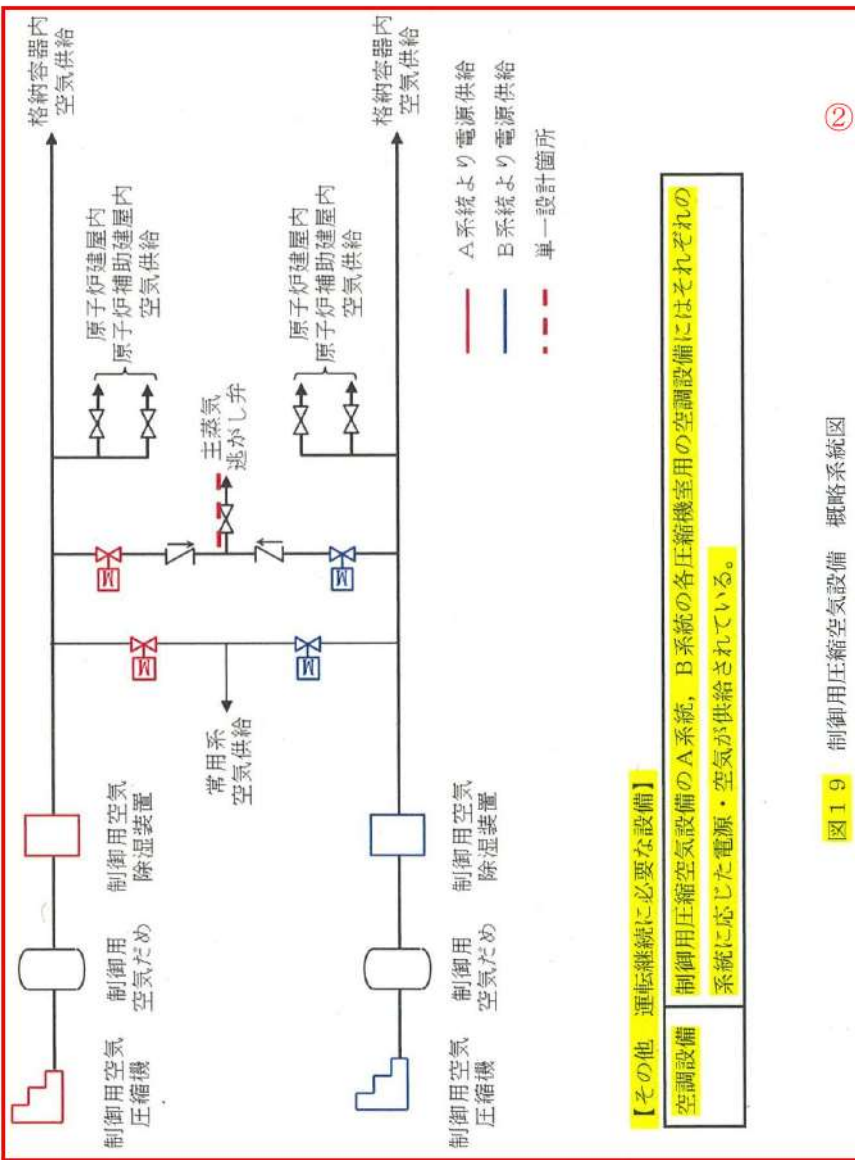 制御用空気
圧縮機
制御用
空気だめ
制御用空気
除湿装置
常用系
空気供給
M
M
M
M
主蒸気
逃がし弁
原子炉建屋内
原子炉補助建屋内
空気供給
格納容器内
空気供給
制御用空気
圧縮機
制御用
空気だめ
制御用空気
除湿装置
原子炉建屋内
原子炉補助建屋内
空気供給
格納容器内
空気供給
A系統より電源供給
B系統より電源供給
単一設計箇所
【その他 運転継続に必要な設備】
空調設備
制御用圧縮空気設備のA系統,B系統の各圧縮機室用の空調設備にはそれぞれの
系統に応じた電源・空気が供給されている。
図19 制御用圧縮空気設備 概略系統図
②